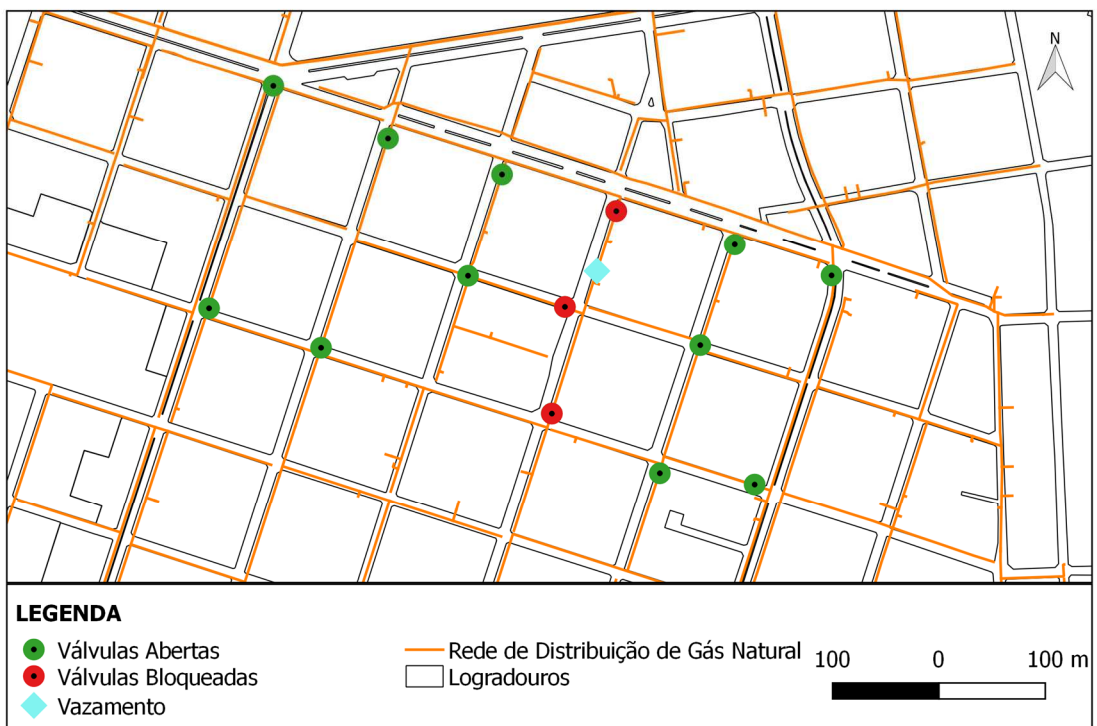 N
LEGENDA
Válvulas Abertas
Válvulas Bloqueadas
Vazamento
Rede de Distribuição de Gás Natural
Logradouros
100 0 100 m